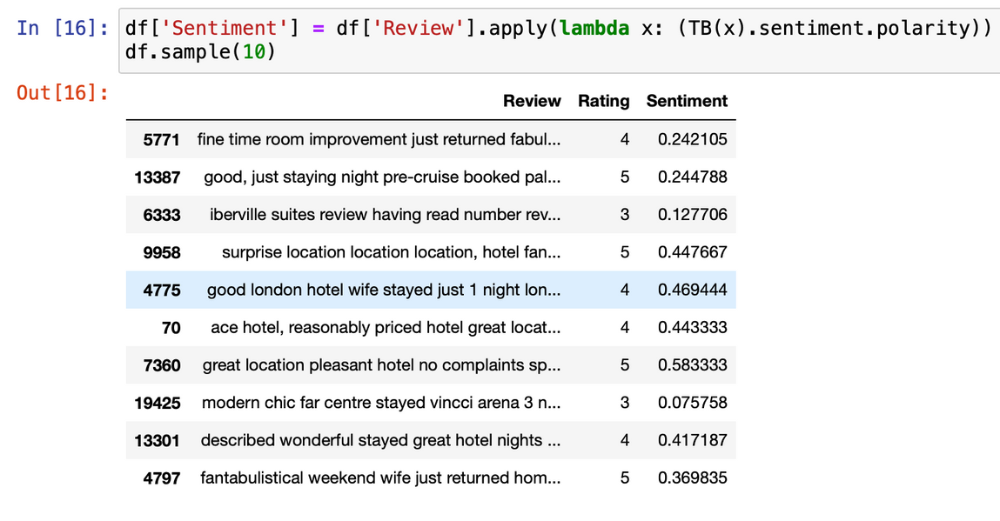 In [16]: df['Sentiment'] = df['Review'].apply(lambda x: (TB(x).sentiment.polarity))
df.sample(10)
Out[16]:
Review Rating Sentiment
5771 fine time room improvement just returned fabul... 4 0.242105
13387 good, just staying night pre-cruise booked pal... 5 0.244788
6333 iberville suites review having read number rev... 3 0.127706
9958 surprise location location location, hotel fan... 5 0.447667
4775 good london hotel wife stayed just 1 night lon... 4 0.469444
70 ace hotel, reasonably priced hotel great locat... 4 0.443333
7360 great location pleasant hotel no complaints sp... 5 0.583333
19425 modern chic far centre stayed vincci arena 3 n... 3 0.075758
13301 described wonderful stayed great hotel nights ... 4 0.417187
4797 fantabulistical weekend wife just returned hom... 5 0.369835